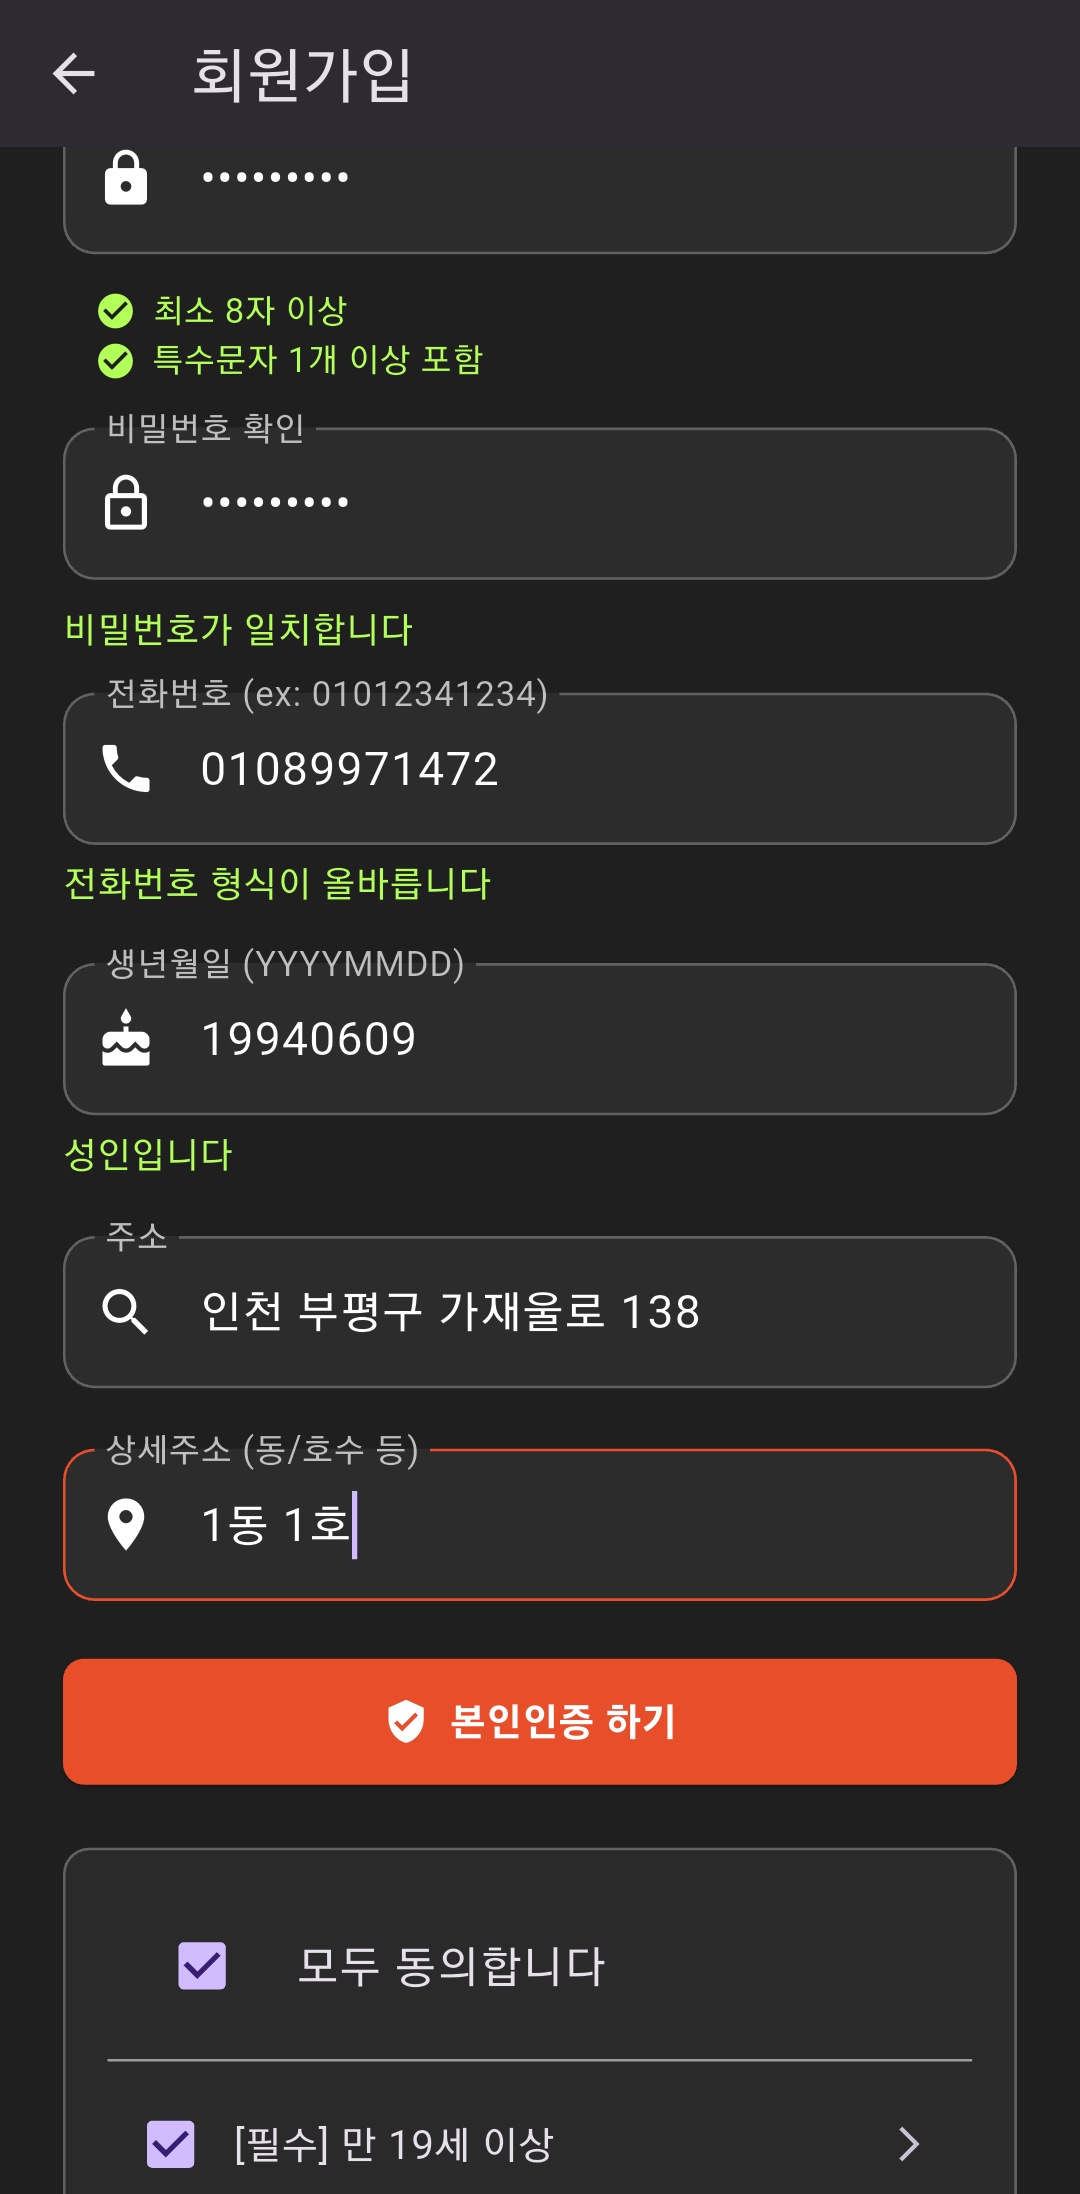 회원가입
•••••••••
최소 8자 이상
특수문자 1개 이상 포함
비밀번호 확인
•••••••••
비밀번호가 일치합니다
전화번호 (ex: 01012341234)
01089971472
전화번호 형식이 올바릅니다
생년월일 (YYYYMMDD)
19940609
성인입니다
주소
인천 부평구 가재울로 138
상세주소 (동/호수 등)
1동 1호
본인인증 하기
모두 동의합니다
[필수] 만 19세 이상